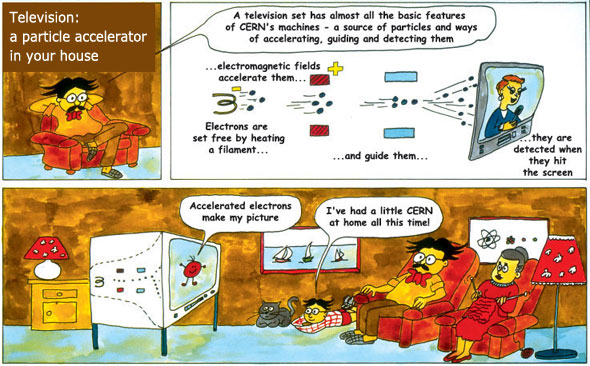 Television:
a particle accelerator
in your house
A television set has almost all the basic features
of CERN's machines - a source of particles and ways
of accelerating, guiding and detecting them
...electromagnetic fields
accelerate them...
Electrons are
set free by heating
a filament...
...and guide them...
...they are
detected when
they hit
the screen
Accelerated electrons
make my picture
I've had a little CERN
at home all this time!